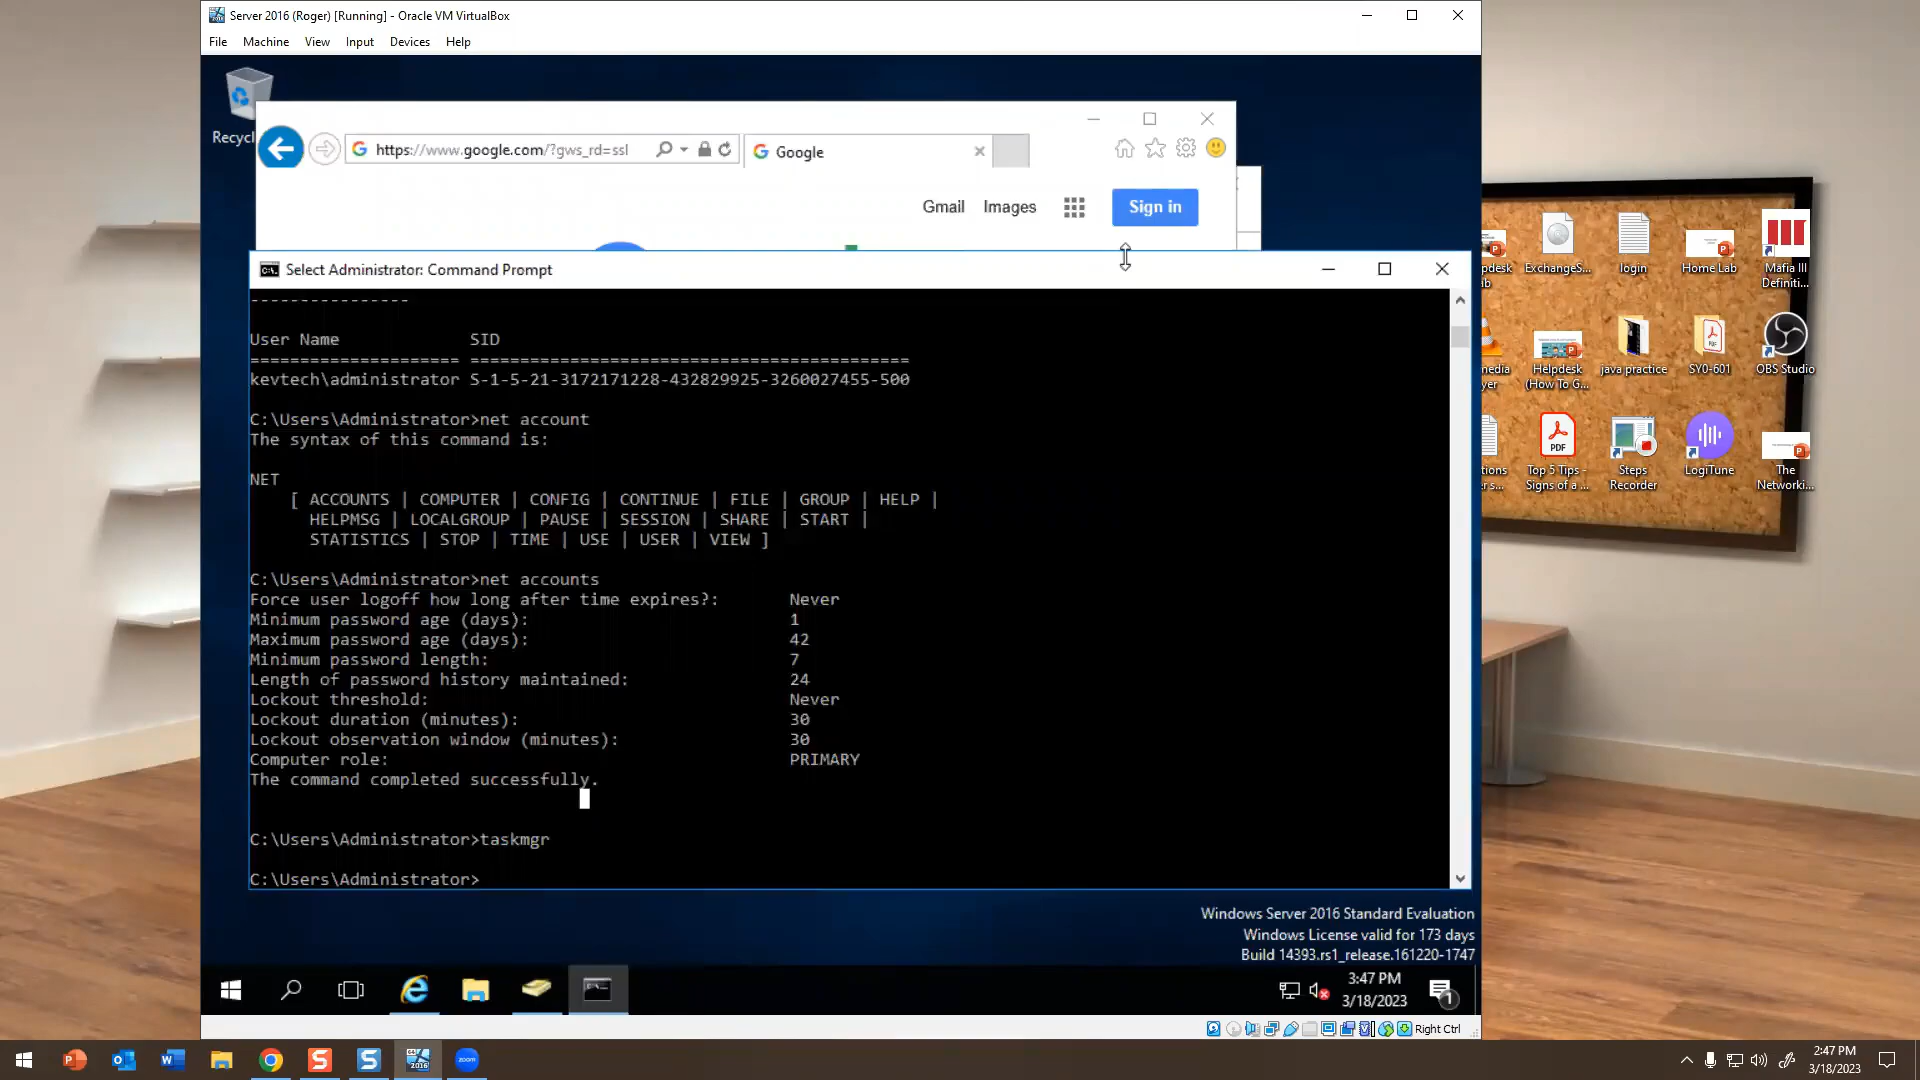 Server 2016 (Roger) [Running] - Oracle VM VirtualBox
File Machine View Input Devices Help
https://www.google.com/?gws_rd=ssl
Google
Gmail Images Sign in
Select Administrator: Command Prompt
----------------
User Name SID
===================== ============================================
kevtech\administrator S-1-5-21-3172171228-432829925-3260027455-500
C:\Users\Administrator>net account
The syntax of this command is:
NET
[ ACCOUNTS | COMPUTER | CONFIG | CONTINUE | FILE | GROUP | HELP |
HELPMSG | LOCALGROUP | PAUSE | SESSION | SHARE | START |
STATISTICS | STOP | TIME | USE | USER | VIEW ]
C:\Users\Administrator>net accounts
Force user logoff how long after time expires?: Never
Minimum password age (days): 1
Maximum password age (days): 42
Minimum password length: 7
Length of password history maintained: 24
Lockout threshold: Never
Lockout duration (minutes): 30
Lockout observation window (minutes): 30
Computer role: PRIMARY
The command completed successfully.
C:\Users\Administrator>taskmgr
C:\Users\Administrator>
Windows Server 2016 Standard Evaluation
Windows License valid for 173 days
Build 14393.rs1_release.161220-1747
3:47 PM
3/18/2023
1
Right Ctrl
ExchangeS...
login
Home Lab
Mafia III
Definiti...
Helpdesk
(How To G...
java practice
SY0-601
OBS Studio
PDF
Top 5 Tips -
Signs of a ...
Steps
Recorder
LogiTune
The
Networki...
2016
zoom
2:47 PM
3/18/2023